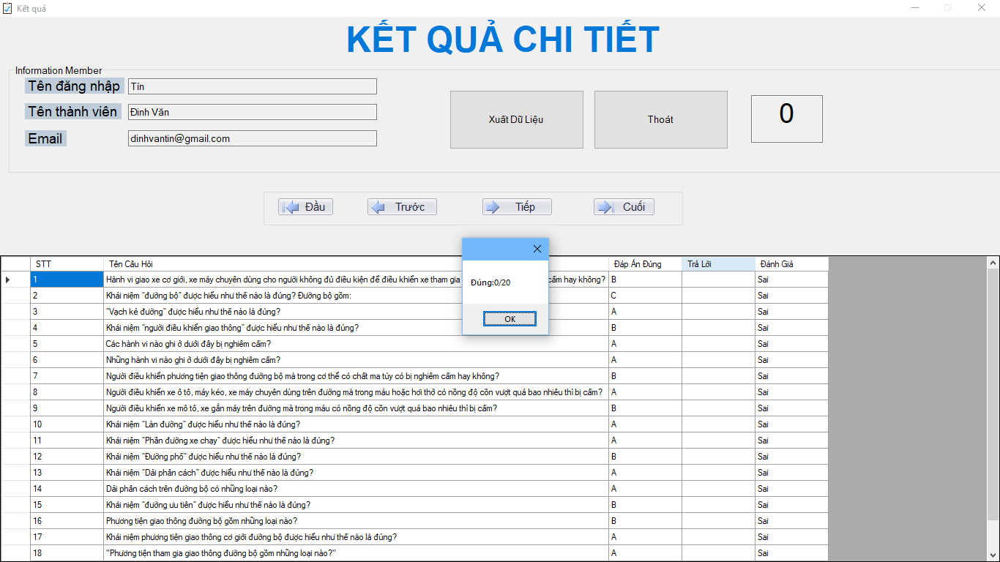 Kết quả
KẾT QUẢ CHI TIẾT
Information Member
Tên đăng nhập Tín
Tên thành viên Đinh Văn
Email dinhvantin@gmail.com
Xuất Dữ Liệu Thoát 0
Đầu Trước Tiếp Cuối
Đúng:0/20
OK
STT Tên Câu Hỏi Đáp Án Đúng Trả Lời Đánh Giá
1 Hành vi giao xe cơ giới, xe máy chuyên dùng cho người không đủ điều kiện để điều khiển xe tham gia cấm hay không? B Sai
2 Khái niệm "đường bộ" được hiểu như thế nào là đúng? Đường bộ gồm: C Sai
3 "Vạch kẻ đường" được hiểu như thế nào là đúng? A Sai
4 Khái niệm "người điều khiển giao thông" được hiểu như thế nào là đúng? B Sai
5 Các hành vi nào ghi ở dưới đây bị nghiêm cấm? A Sai
6 Những hành vi nào ghi ở dưới đây bị nghiêm cấm? A Sai
7 Người điều khiển phương tiện giao thông đường bộ mà trong cơ thể có chất ma túy có bị nghiêm cấm hay không? B Sai
8 Người điều khiển xe ô tô, máy kéo, xe máy chuyên dùng trên đường mà trong máu hoặc hơi thở có nồng độ cồn vượt quá bao nhiêu thì bị cấm? A Sai
9 Người điều khiển xe mô tô, xe gắn máy trên đường mà trong máu có nồng độ cồn vượt quá bao nhiêu thì bị cấm? B Sai
10 Khái niệm "Làn đường" được hiểu như thế nào là đúng? A Sai
11 Khái niệm "Phần đường xe chạy" được hiểu như thế nào là đúng? A Sai
12 Khái niệm "Đường phố" được hiểu như thế nào là đúng? B Sai
13 Khái niệm "Dải phân cách" được hiểu như thế nào là đúng? A Sai
14 Dải phân cách trên đường bộ có những loại nào? A Sai
15 Khái niệm "đường ưu tiên" được hiểu như thế nào là đúng? B Sai
16 Phương tiện giao thông đường bộ gồm những loại nào? B Sai
17 Khái niệm phương tiện giao thông cơ giới đường bộ được hiểu như thế nào là đúng? A Sai
18 "Phương tiện tham gia giao thông đường bộ gồm những loại nào?" A Sai